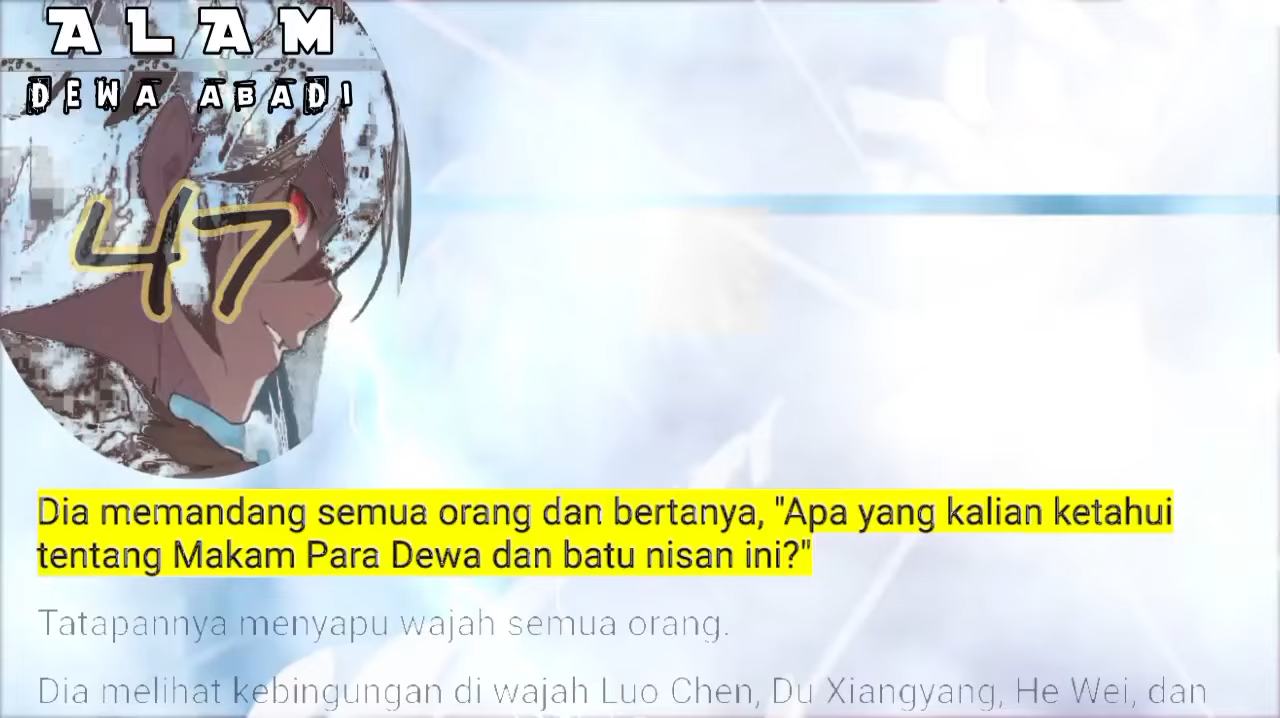 ALAM
DEWA ABADI
47
Dia memandang semua orang dan bertanya, "Apa yang kalian ketahui
tentang Makam Para Dewa dan batu nisan ini?"
Tatapannya menyapu wajah semua orang.
Dia melihat kebingungan di wajah Luo Chen, Du Xiangyang, He Wei, dan